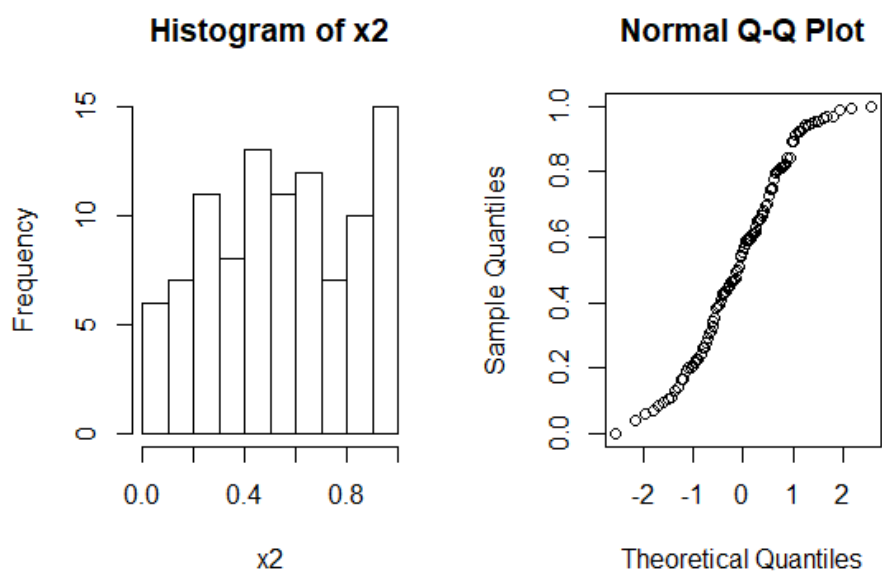 Histogram of x2
Frequency
0
5
10
15
0.0 0.4 0.8
x2
Normal Q-Q Plot
Sample Quantiles
0.0 0.2 0.4 0.6 0.8 1.0
-2 -1 0 1 2
Theoretical Quantiles